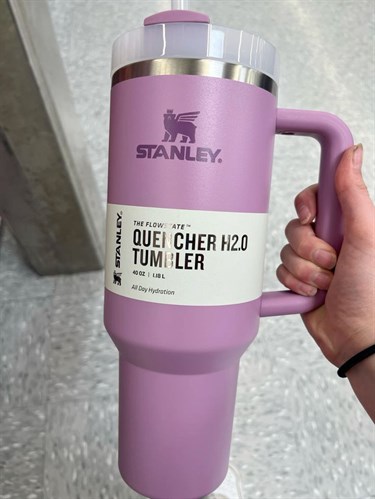 STANLEY.
THE FLOWSTATE™
QUENCHER H2.0
TUMBLER
40 OZ | 1.18 L
All Day Hydration
STANLEY.